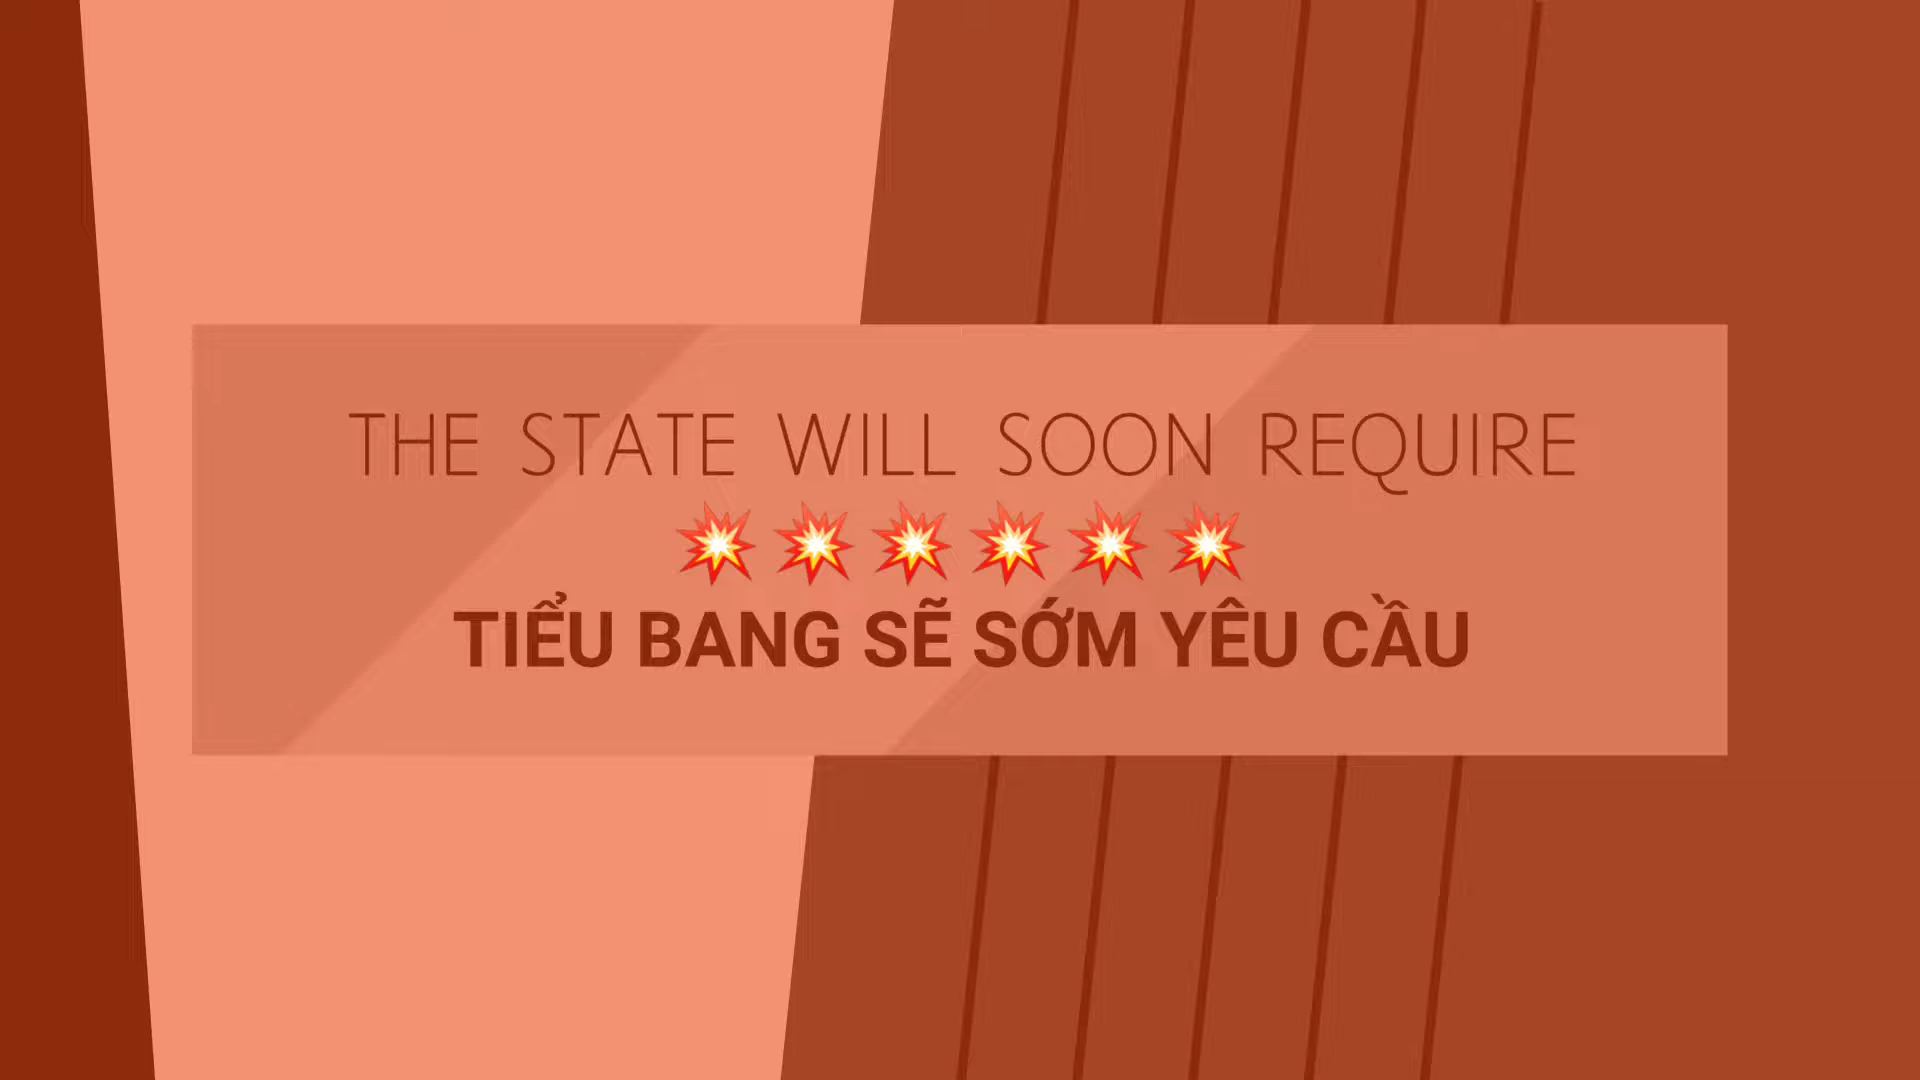 THE STATE WILL SOON REQUIRE
💥💥💥💥💥💥
TIỂU BANG SẼ SỚM YÊU CẦU